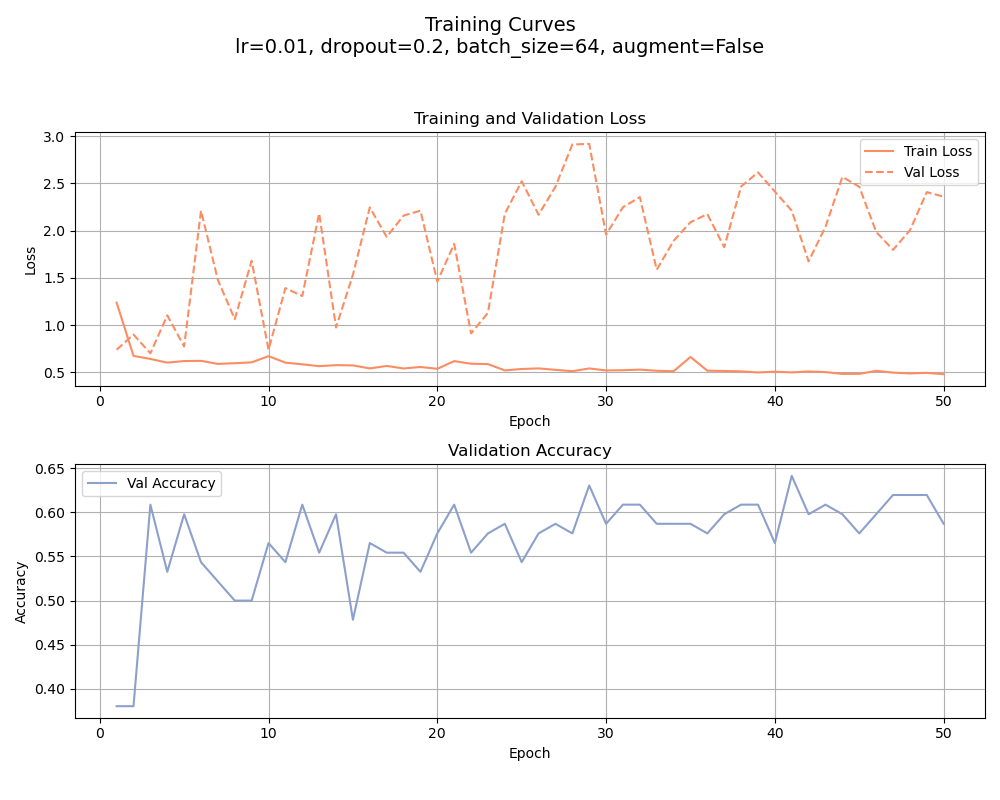 Training Curves
lr=0.01, dropout=0.2, batch_size=64, augment=False
Training and Validation Loss
3.0
2.5
2.0
1.5
1.0
0.5
Loss
Train Loss
Val Loss
0 10 20 30 40 50
Epoch
Validation Accuracy
0.65
0.60
0.55
0.50
0.45
0.40
Accuracy
Val Accuracy
0 10 20 30 40 50
Epoch